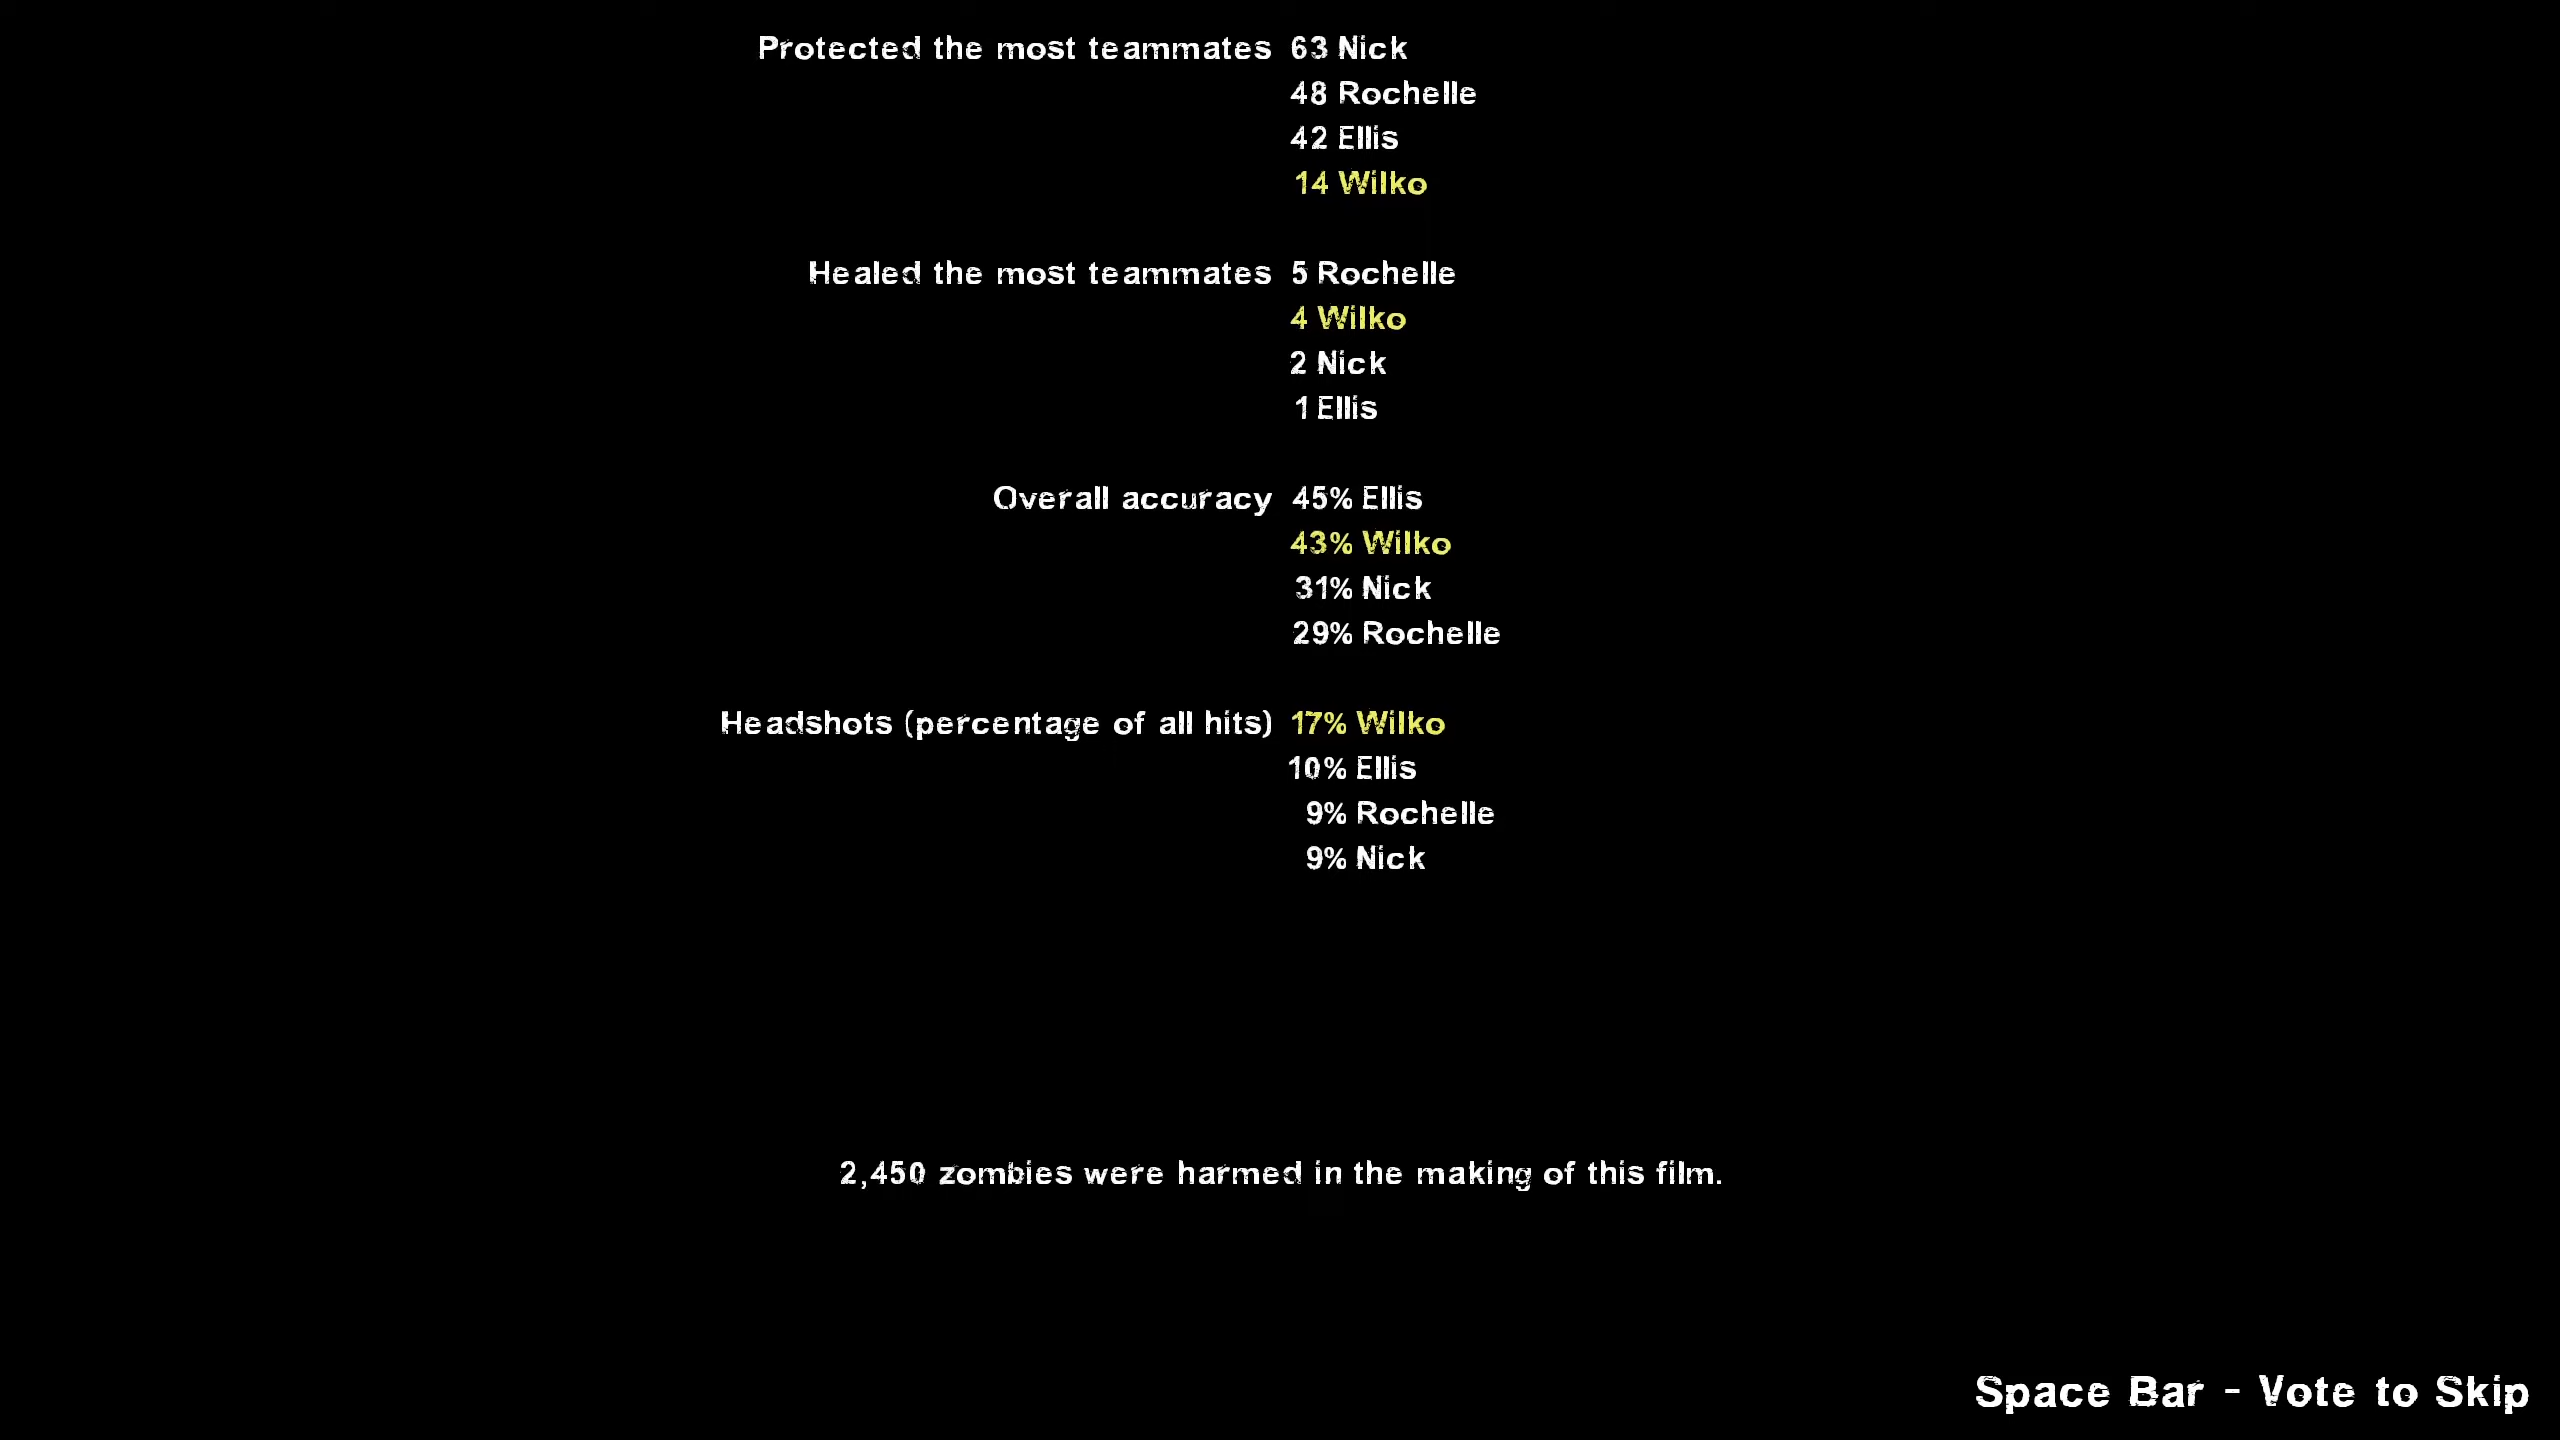 Protected the most teammates 63 Nick
48 Rochelle
42 Ellis
14 Wilko
Healed the most teammates 5 Rochelle
4 Wilko
2 Nick
1 Ellis
Overall accuracy 45% Ellis
43% Wilko
31% Nick
29% Rochelle
Headshots (percentage of all hits) 17% Wilko
10% Ellis
9% Rochelle
9% Nick
2,450 zombies were harmed in the making of this film.
Space Bar - Vote to Skip